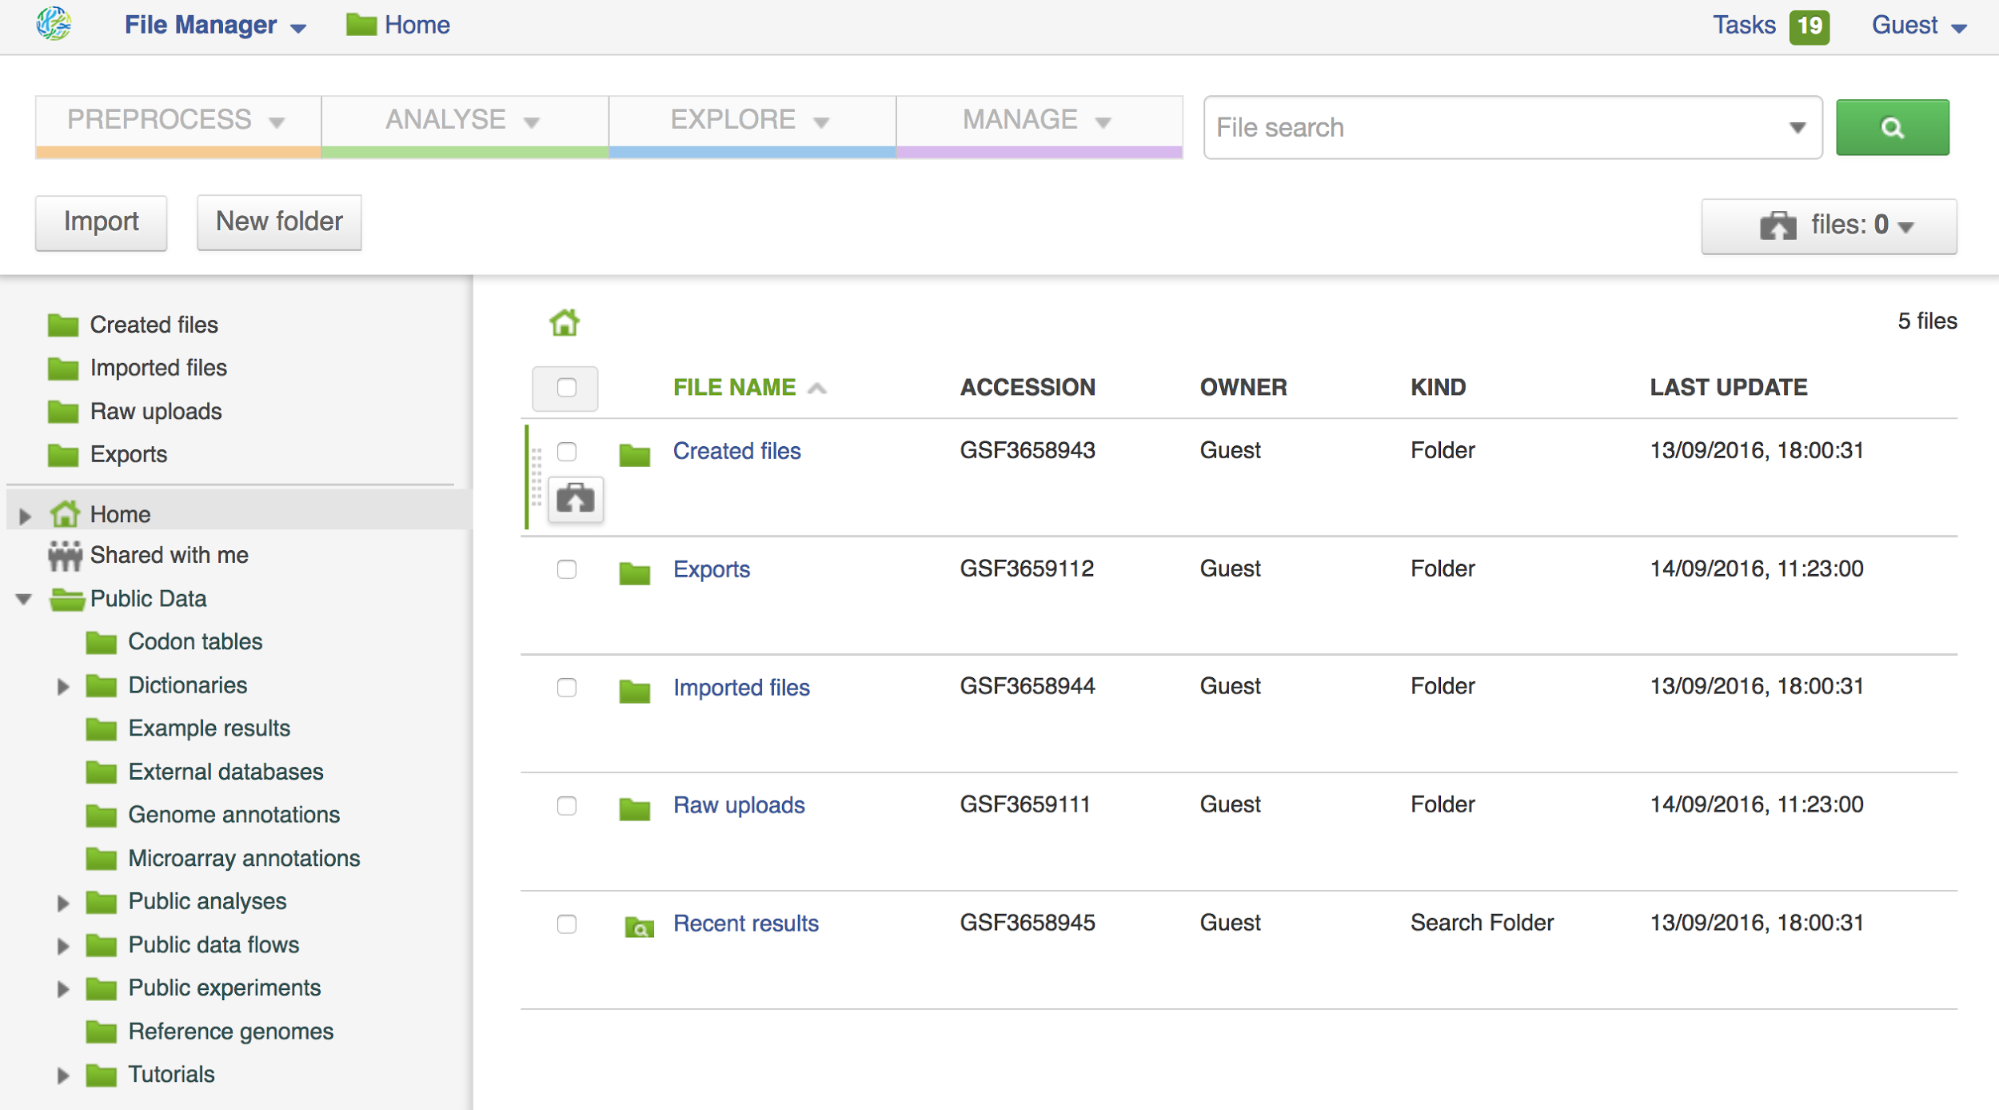 File Manager Home Tasks 19 Guest
PREPROCESS ANALYSE EXPLORE MANAGE File search
Import New folder files: 0
Created files
Imported files
Raw uploads
Exports
Home
Shared with me
Public Data
Codon tables
Dictionaries
Example results
External databases
Genome annotations
Microarray annotations
Public analyses
Public data flows
Public experiments
Reference genomes
Tutorials
5 files
FILE NAME ACCESSION OWNER KIND LAST UPDATE
Created files GSF3658943 Guest Folder 13/09/2016, 18:00:31
Exports GSF3659112 Guest Folder 14/09/2016, 11:23:00
Imported files GSF3658944 Guest Folder 13/09/2016, 18:00:31
Raw uploads GSF3659111 Guest Folder 14/09/2016, 11:23:00
Recent results GSF3658945 Guest Search Folder 13/09/2016, 18:00:31